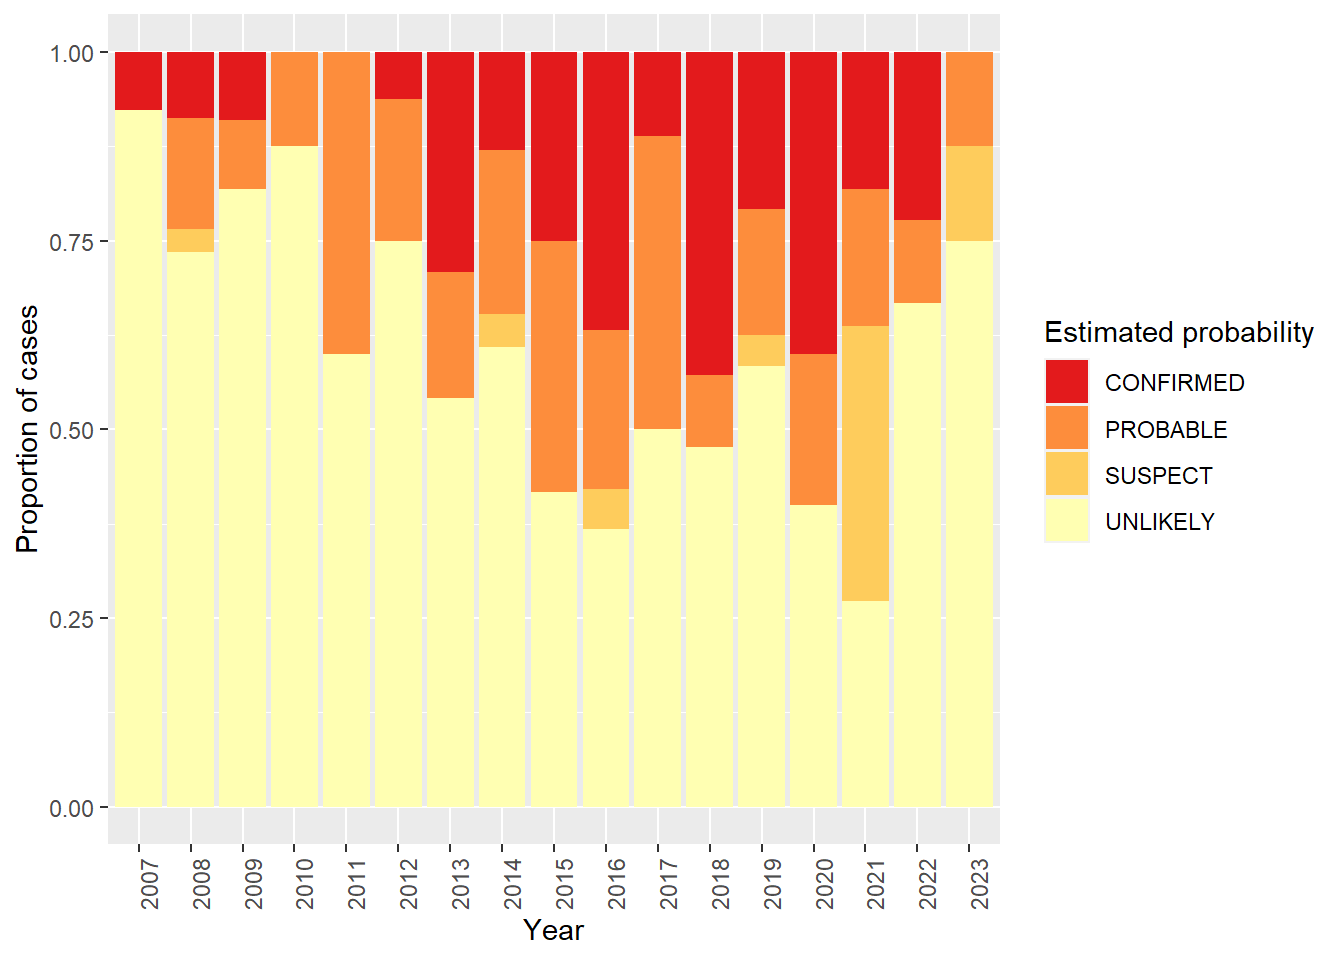 1.00
0.75
0.50
0.25
0.00
Proportion of cases
2007 2008 2009 2010 2011 2012 2013 2014 2015 2016 2017 2018 2019 2020 2021 2022 2023
Year
Estimated probability
CONFIRMED
PROBABLE
SUSPECT
UNLIKELY